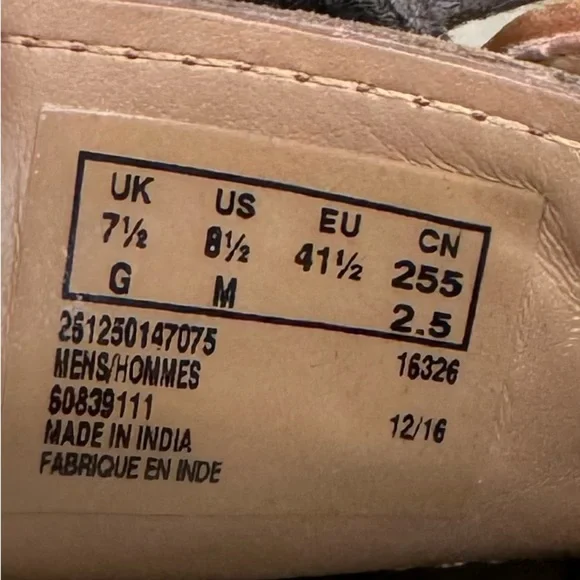 UK US EU CN
7½ 8½ 41½ 255
G M 2.5
261250147075 16326
MENS/HOMMES
60839111 12/16
MADE IN INDIA
FABRIQUE EN INDE